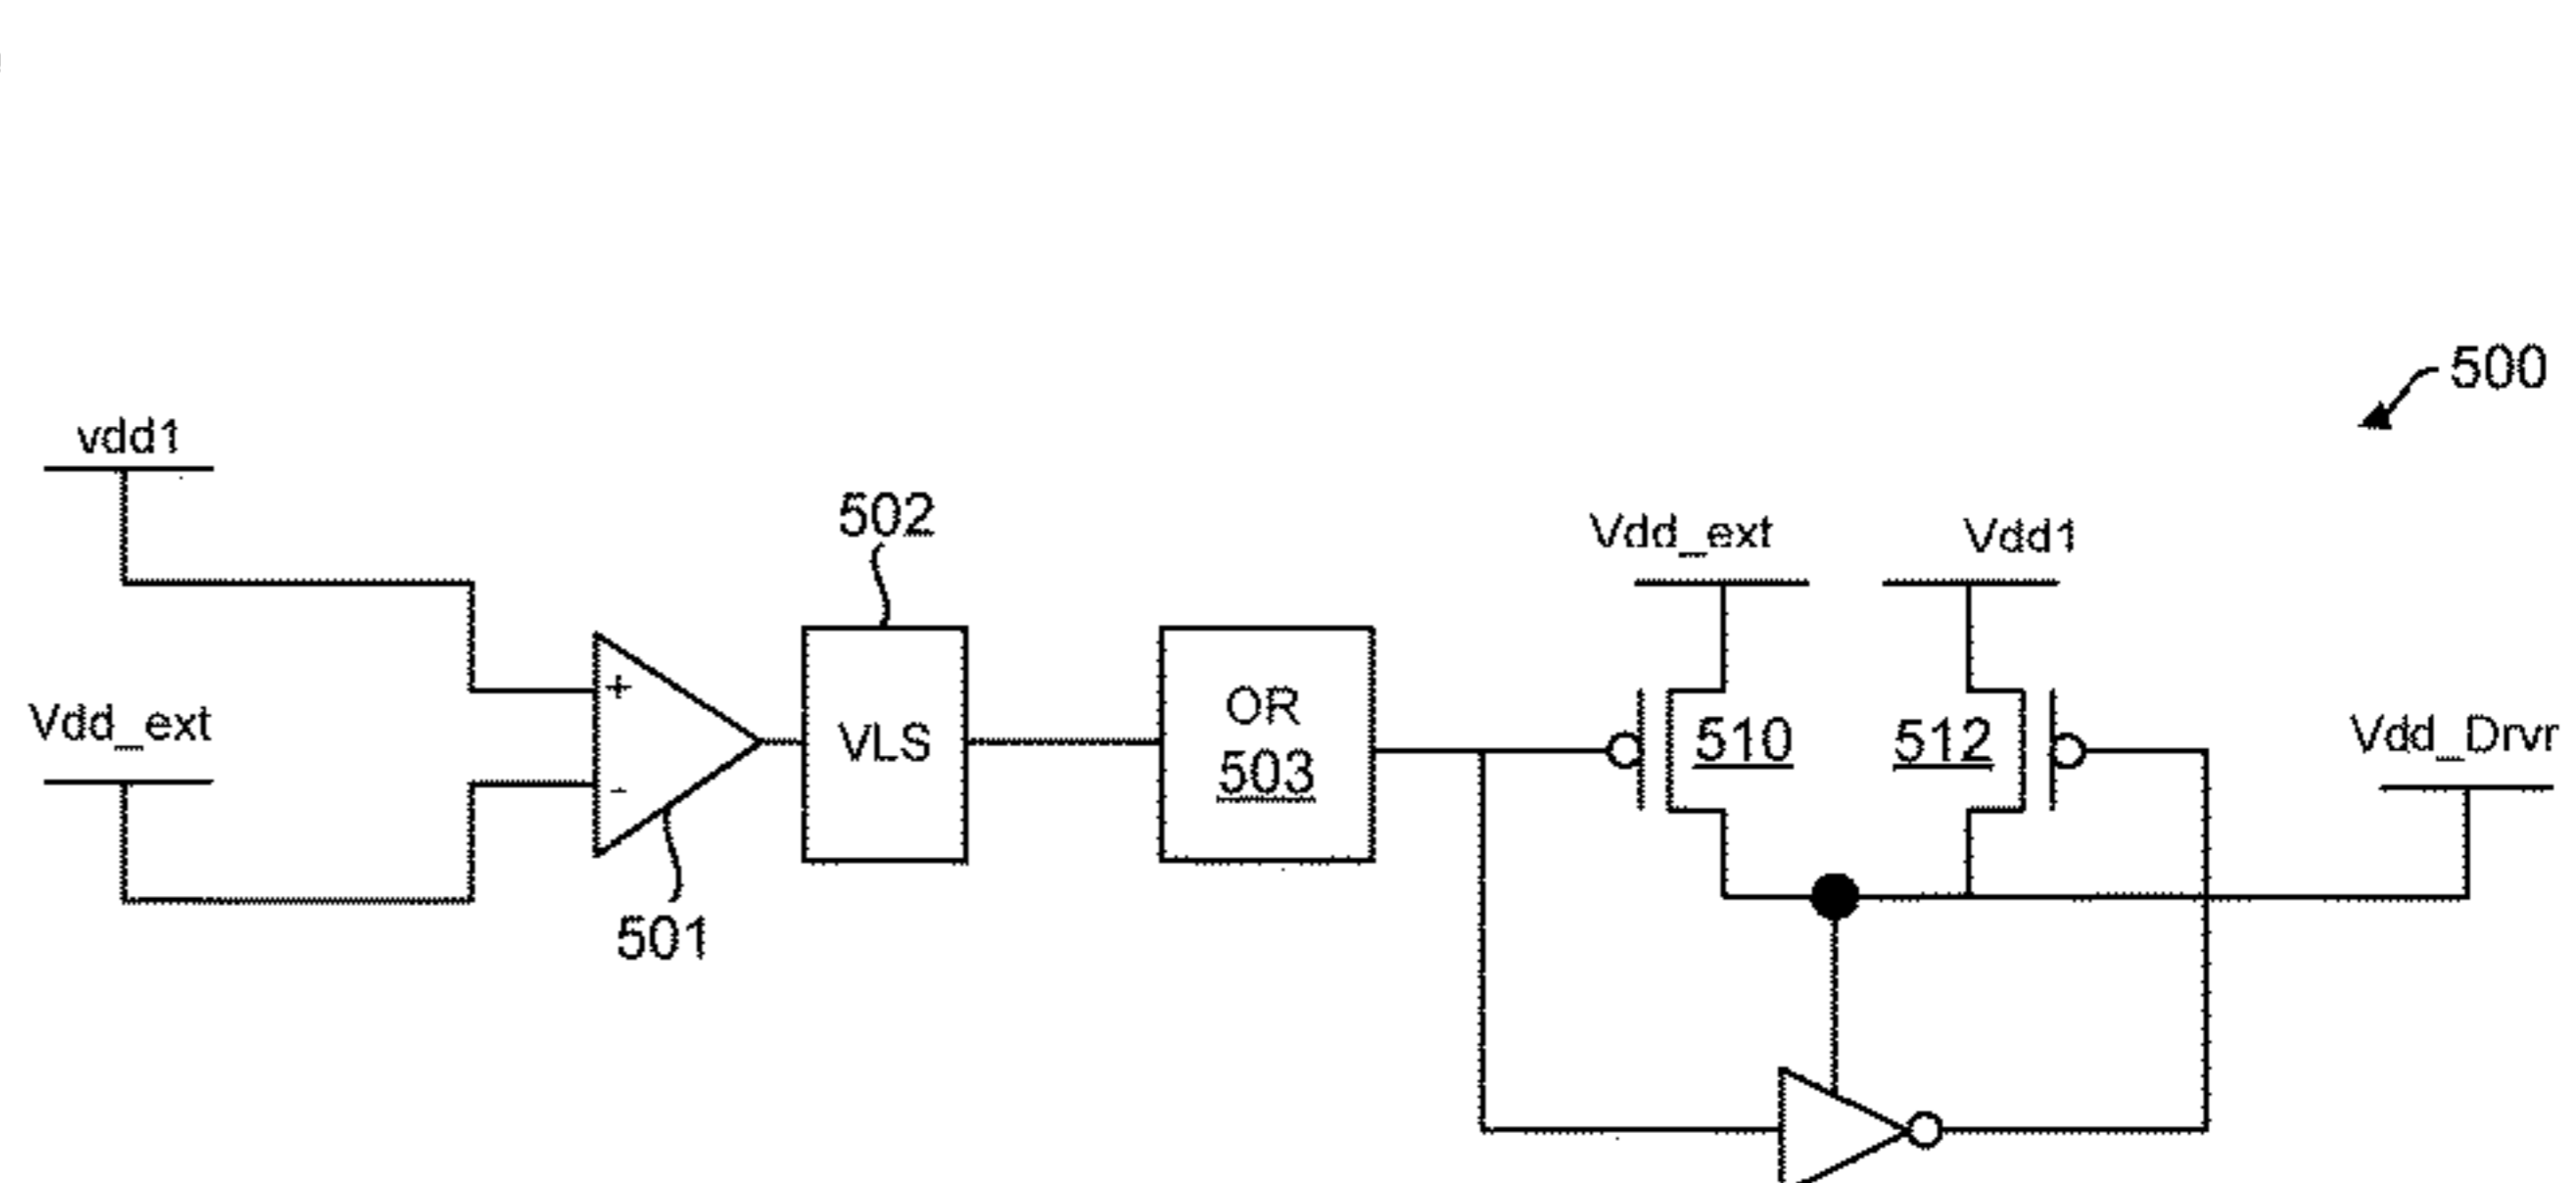 500
vdd1
502
Vdd_ext
Vdd1
Vdd_ext
+
-
VLS
OR
503
510
512
Vdd_Drvr
501